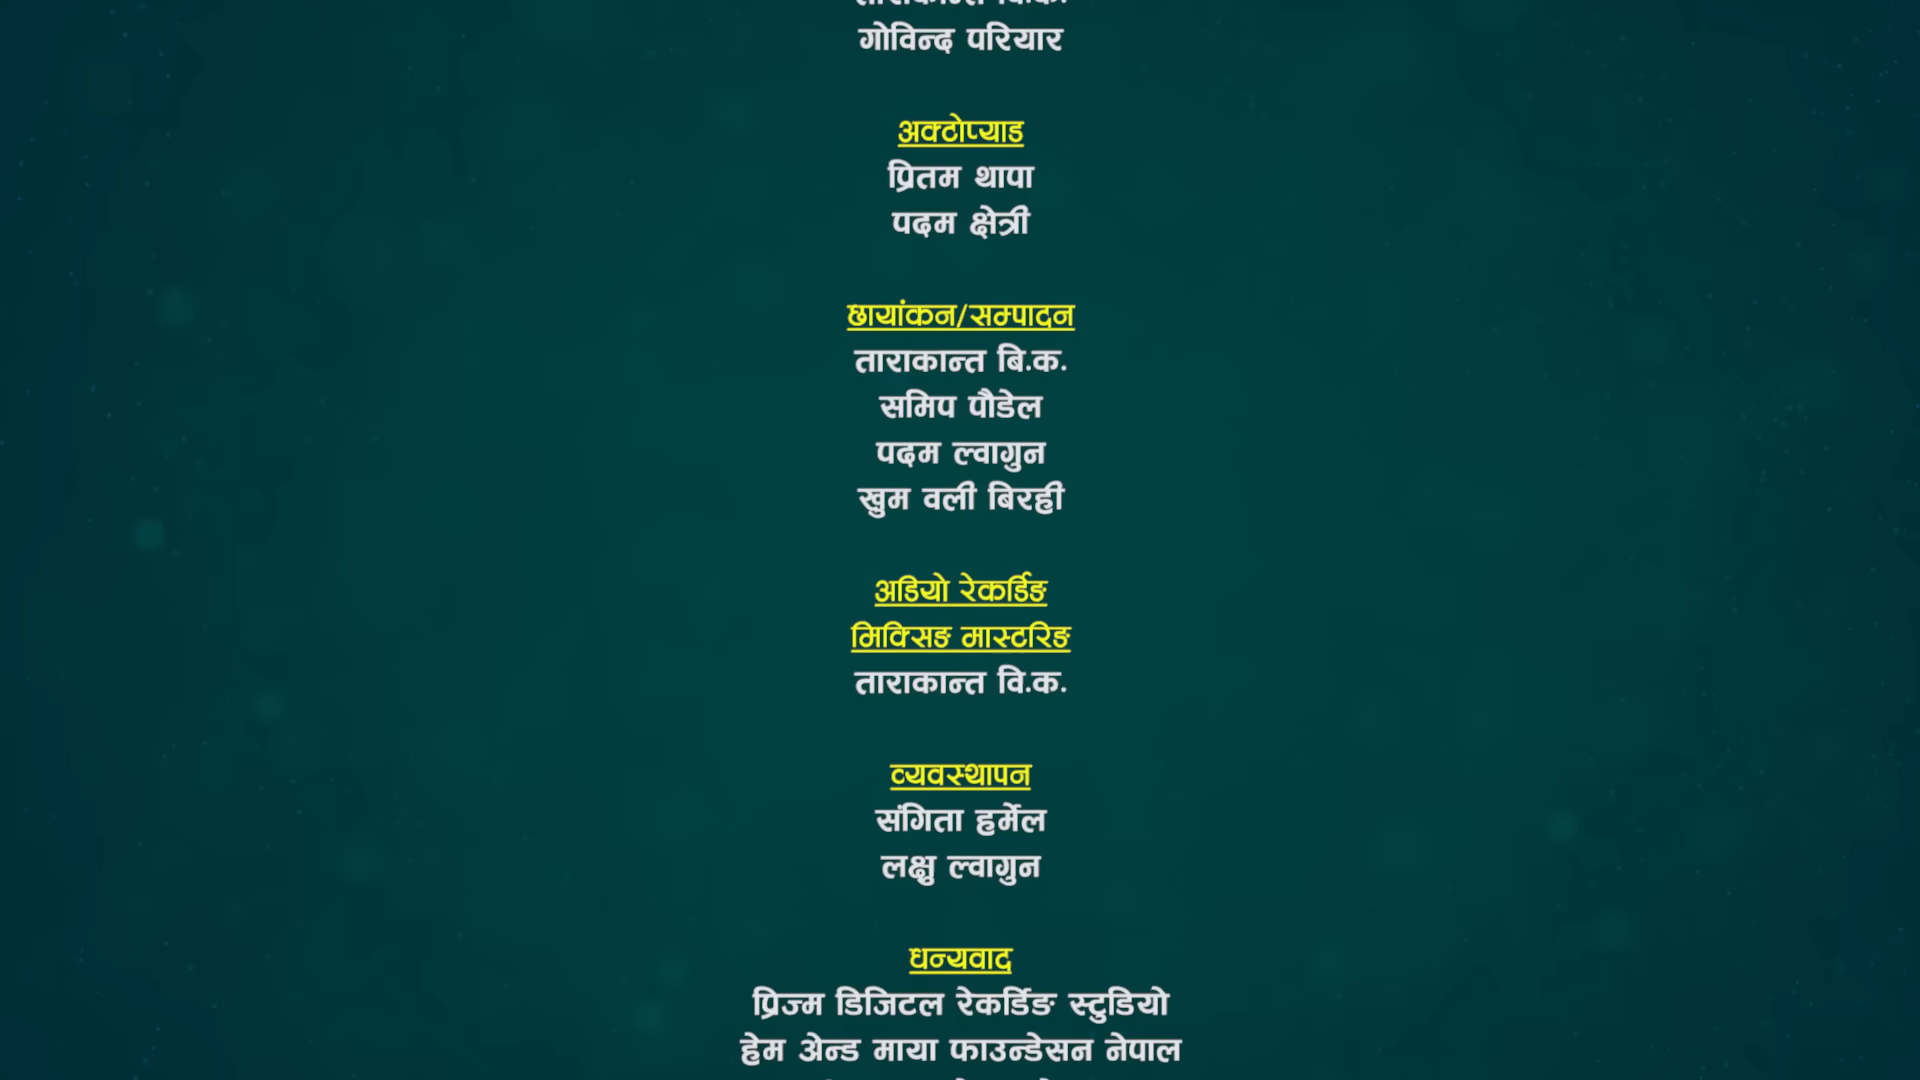 गोविन्द परियार
अक्टोप्याड
प्रितम थापा
पदम क्षेत्री
छायांकन/सम्पादन
ताराकान्त बि.क.
समिप पौडेल
पदम ल्वागुन
खुम वली बिरही
अडियो रेकर्डिङ
मिक्सिङ मास्टरिङ
ताराकान्त वि.क.
व्यवस्थापन
संगिता हर्मेल
लक्षु ल्वागुन
धन्यवाद
प्रिज्म डिजिटल रेकर्डिङ स्टुडियो
हेम अेन्ड माया फाउन्डेसन नेपाल